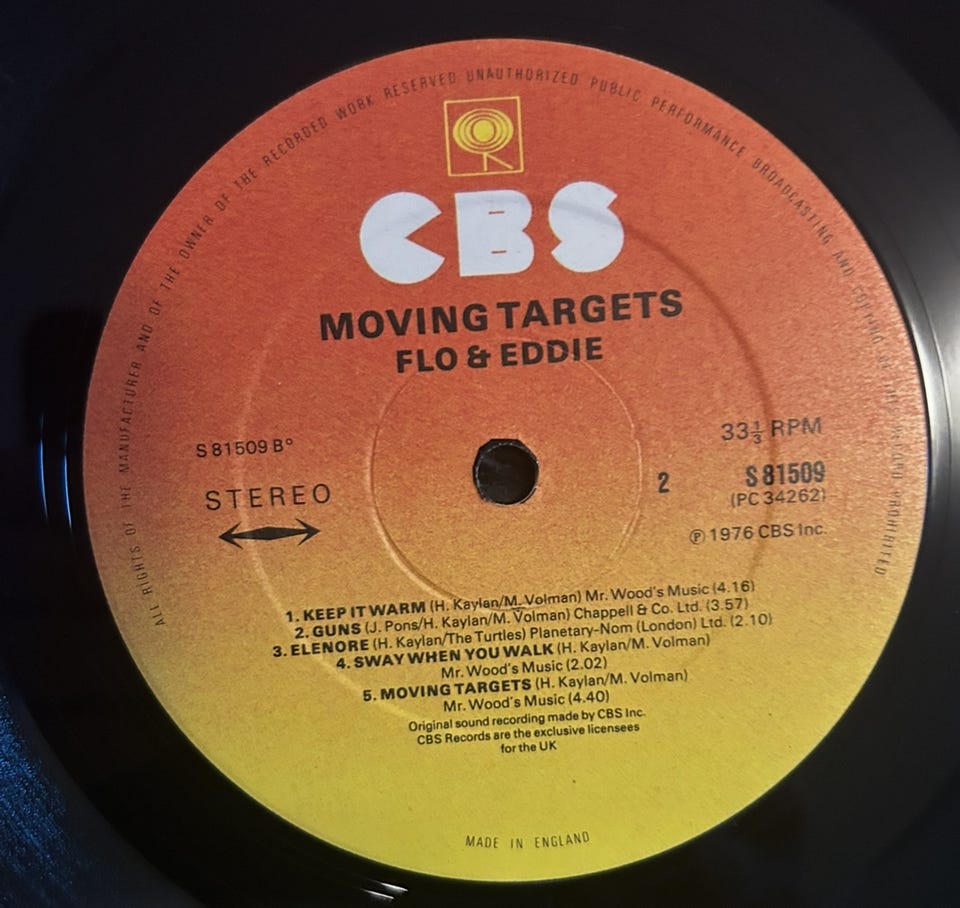 ALL RIGHTS OF THE MANUFACTURER AND OF THE OWNER OF THE RECORDED WORK RESERVED UNAUTHORIZED PUBLIC PERFORMANCE BROADCASTING AND COPYING OF THIS RECORD PROHIBITED
CBS
MOVING TARGETS
FLO & EDDIE
S 81509 B°
STEREO
33⅓ RPM
2
S 81509
(PC 34262)
℗ 1976 CBS Inc.
1. KEEP IT WARM (H. Kaylan/M. Volman) Mr. Wood's Music (4.16)
2. GUNS (J. Pons/H. Kaylan/M. Volman) Chappell & Co. Ltd. (3.57)
3. ELENORE (H. Kaylan/The Turtles) Planetary-Nom (London) Ltd. (2.10)
4. SWAY WHEN YOU WALK (H. Kaylan/M. Volman)
Mr. Wood's Music (2.02)
5. MOVING TARGETS (H. Kaylan/M. Volman)
Mr. Wood's Music (4.40)
Original sound recording made by CBS Inc.
CBS Records are the exclusive licensees
for the UK
MADE IN ENGLAND